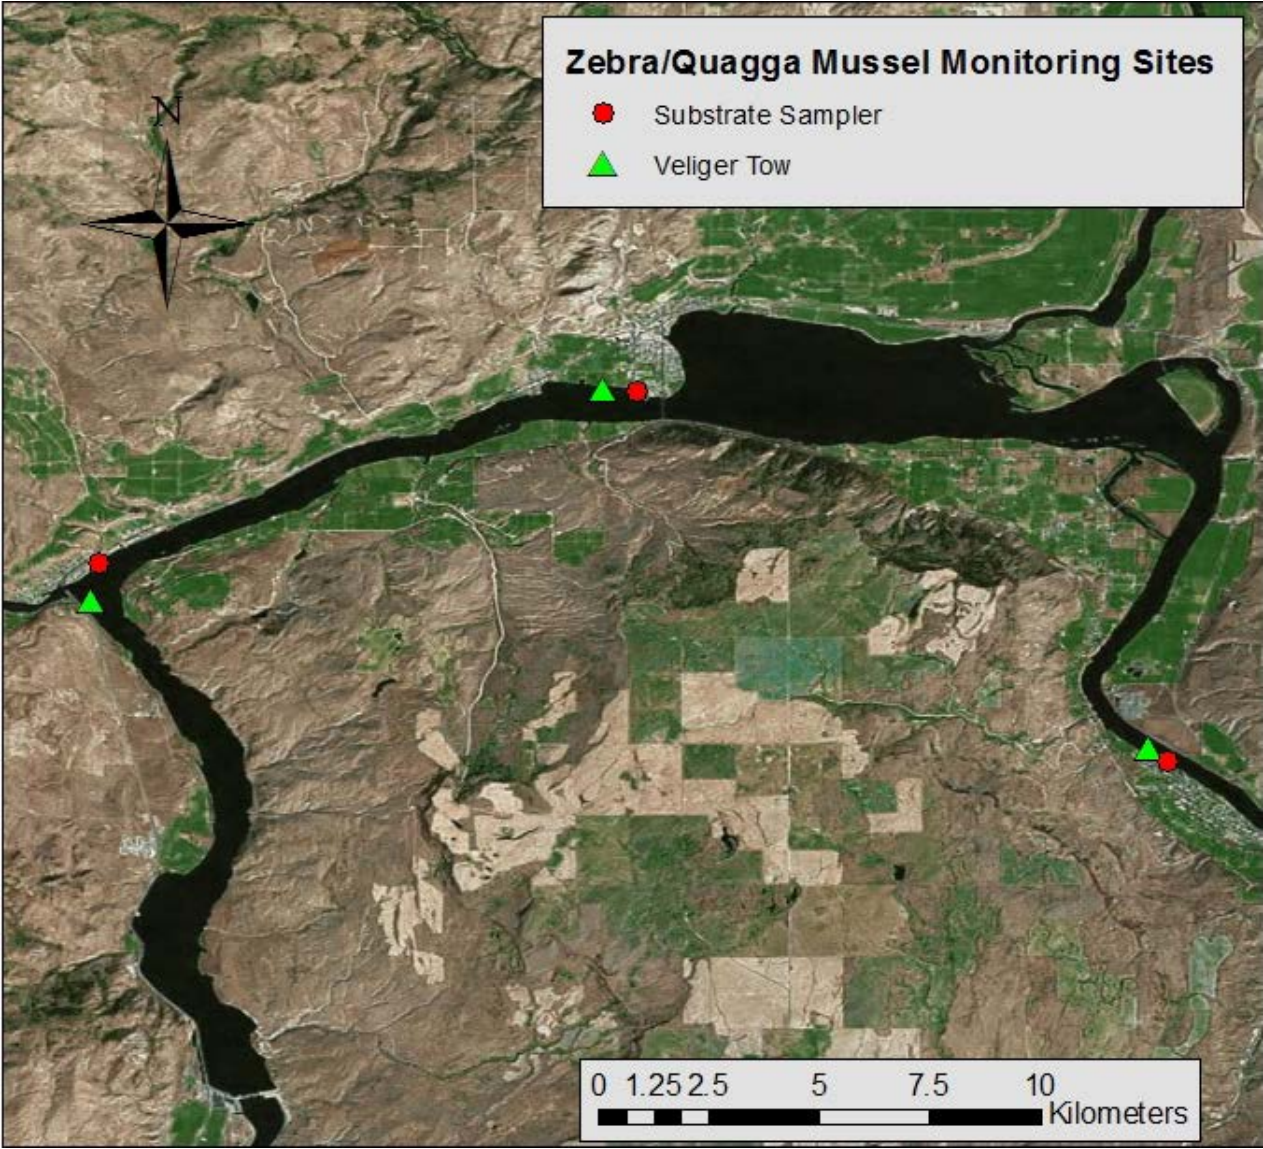 Zebra/Quagga Mussel Monitoring Sites
Substrate Sampler
Veliger Tow
N
0 1.25 2.5 5 7.5 10
Kilometers